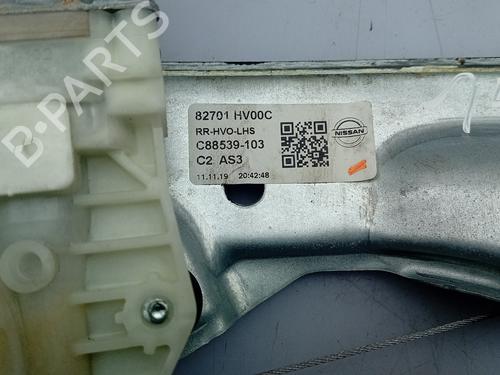 B-PARTS
82701 HV00C
RR-HVO-LHS
C88539-103
C2 AS3
11.11.19 20:42:48
NISSAN